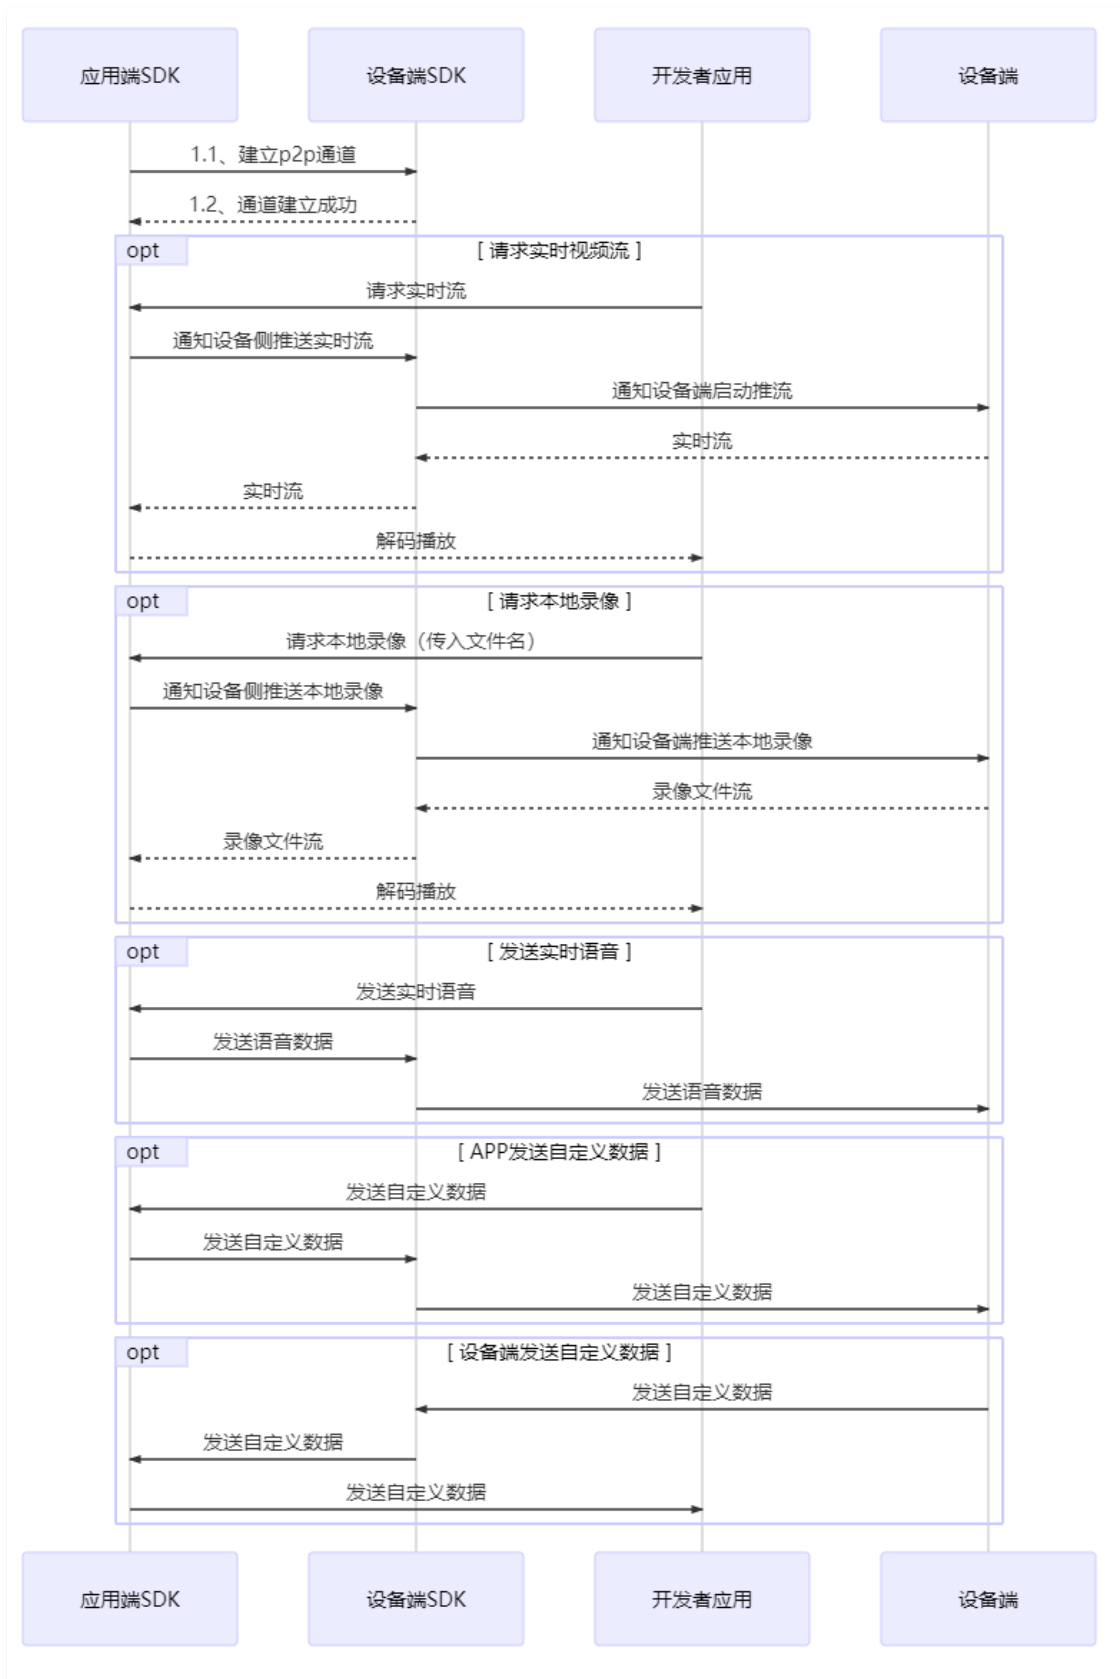 应用端SDK
设备端SDK
开发者应用
设备端
1.1、建立p2p通道
1.2、通道建立成功
opt
[ 请求实时视频流 ]
请求实时流
通知设备侧推送实时流
通知设备端启动推流
实时流
实时流
解码播放
opt
[ 请求本地录像 ]
请求本地录像（传入文件名）
通知设备侧推送本地录像
通知设备端推送本地录像
录像文件流
录像文件流
解码播放
opt
[ 发送实时语音 ]
发送实时语音
发送语音数据
发送语音数据
opt
[ APP发送自定义数据 ]
发送自定义数据
发送自定义数据
发送自定义数据
opt
[ 设备端发送自定义数据 ]
发送自定义数据
发送自定义数据
发送自定义数据
应用端SDK
设备端SDK
开发者应用
设备端